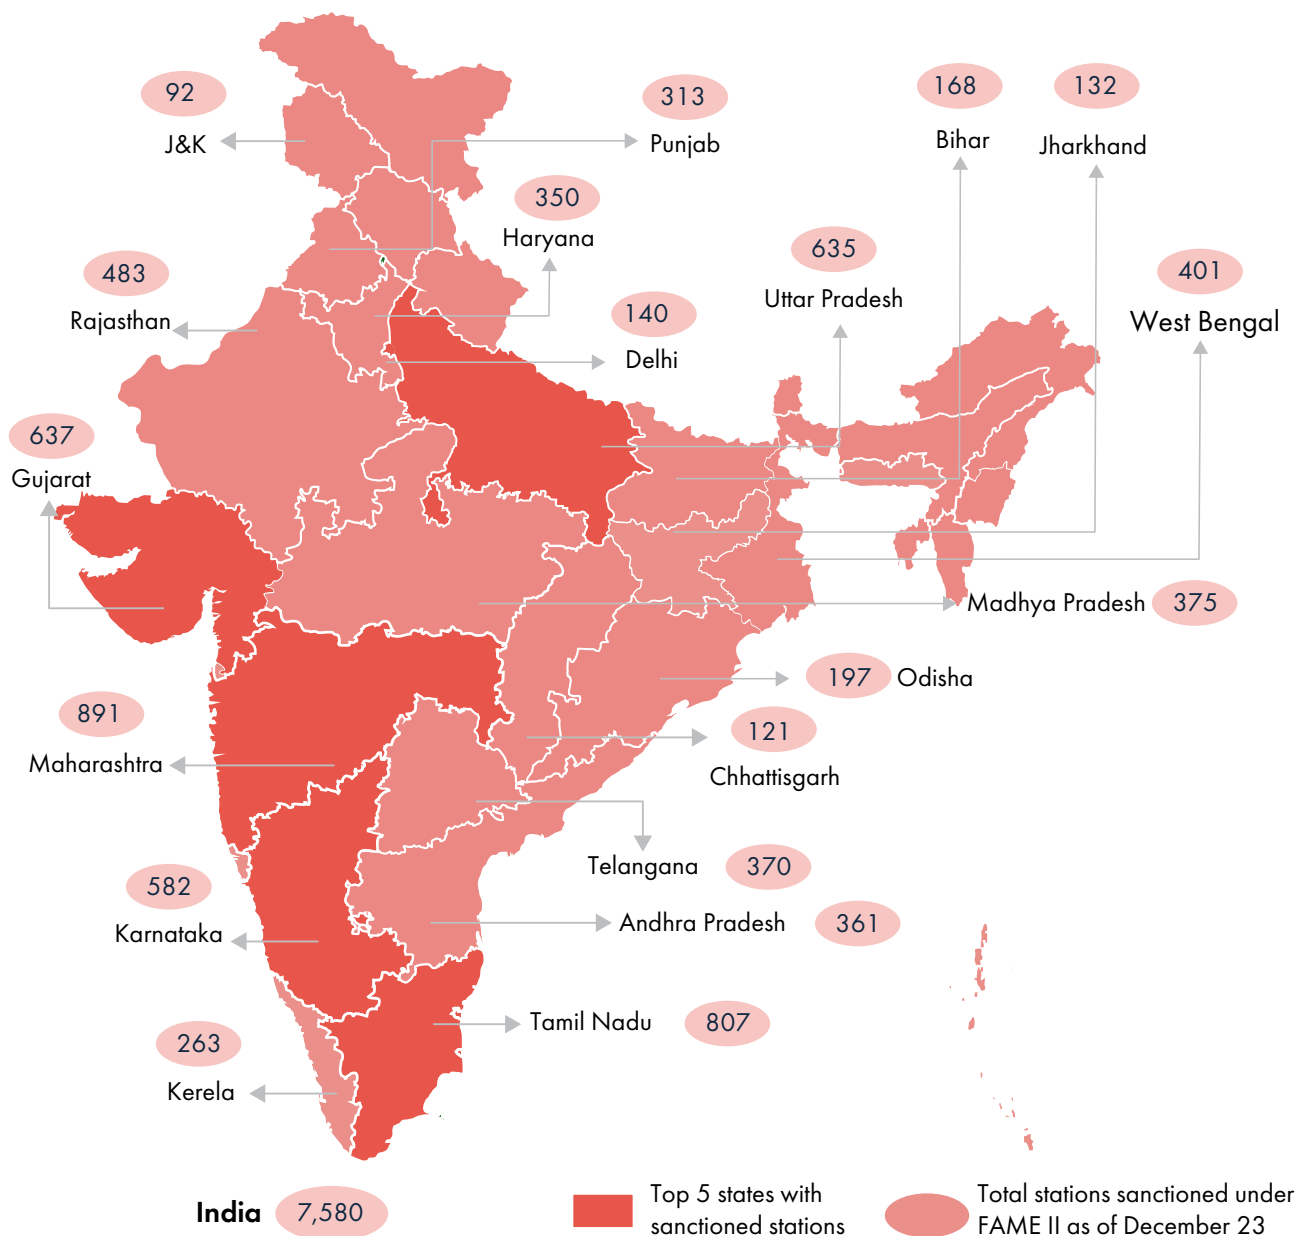 92
J&K
313
Punjab
168
Bihar
132
Jharkhand
350
Haryana
483
Rajasthan
635
Uttar Pradesh
401
West Bengal
140
Delhi
637
Gujarat
Madhya Pradesh 375
197 Odisha
891
Maharashtra
121
Chhattisgarh
Telangana 370
582
Karnataka
Andhra Pradesh 361
Tamil Nadu 807
263
Kerela
India 7,580
Top 5 states with
sanctioned stations
Total stations sanctioned under
FAME II as of December 23